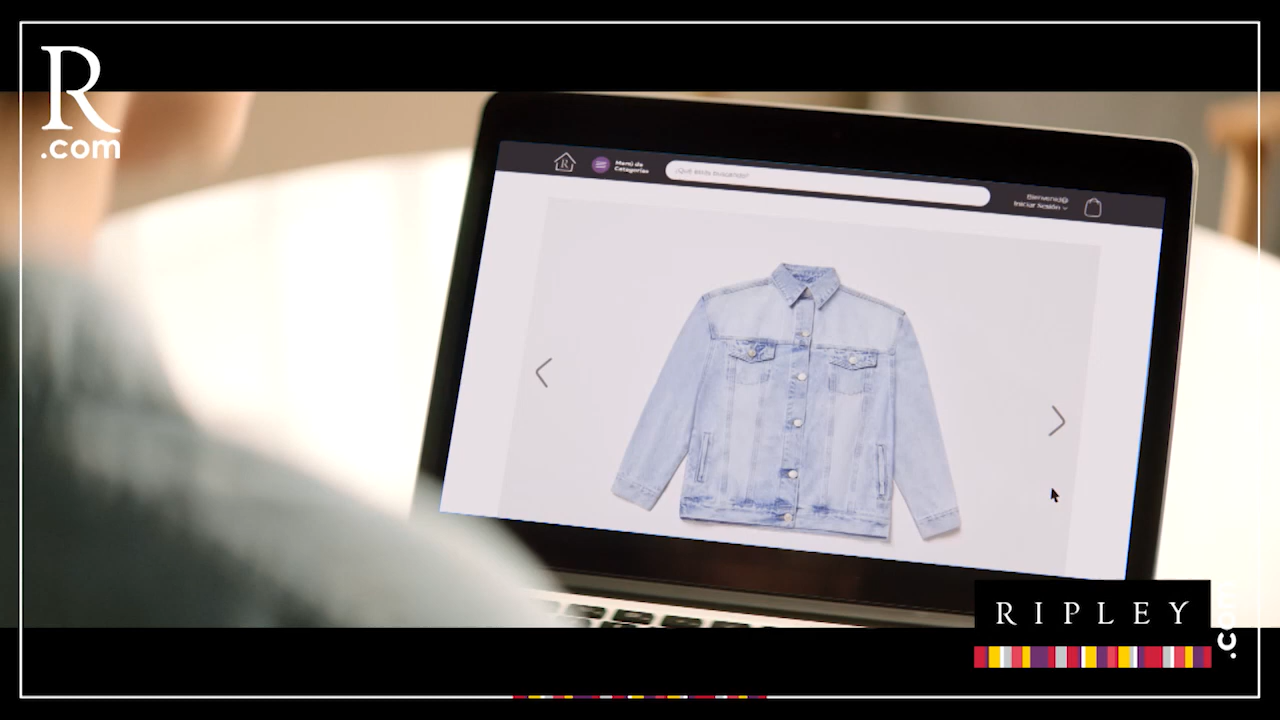 R
.com
R
Menú de
Categorías
¿Qué estás buscando?
Bienvenid@
Iniciar Sesión
RIPLEY
.com